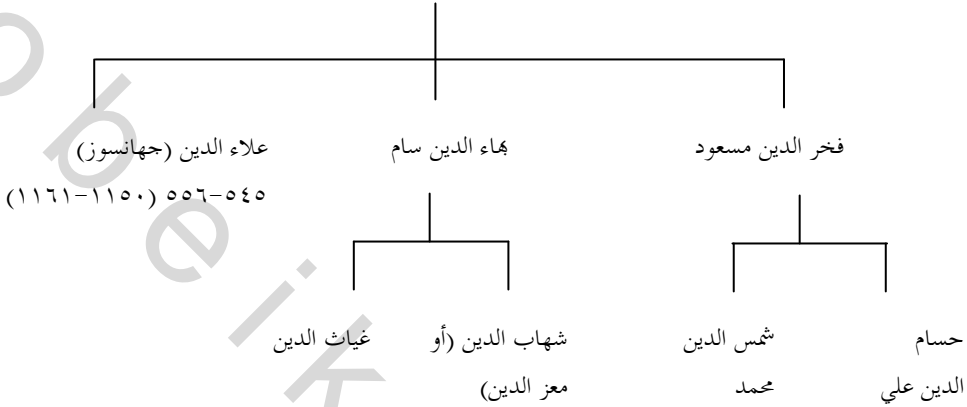 فخر الدين مسعود
بهاء الدين سام
علاء الدين (جهانسوز)
٥٤٥-٥٥٦ (١١٥٠-١١٦١)
حسام
الدين علي
شمس الدين
محمد
شهاب الدين (أو
معز الدين)
غياث الدين
o b e i k